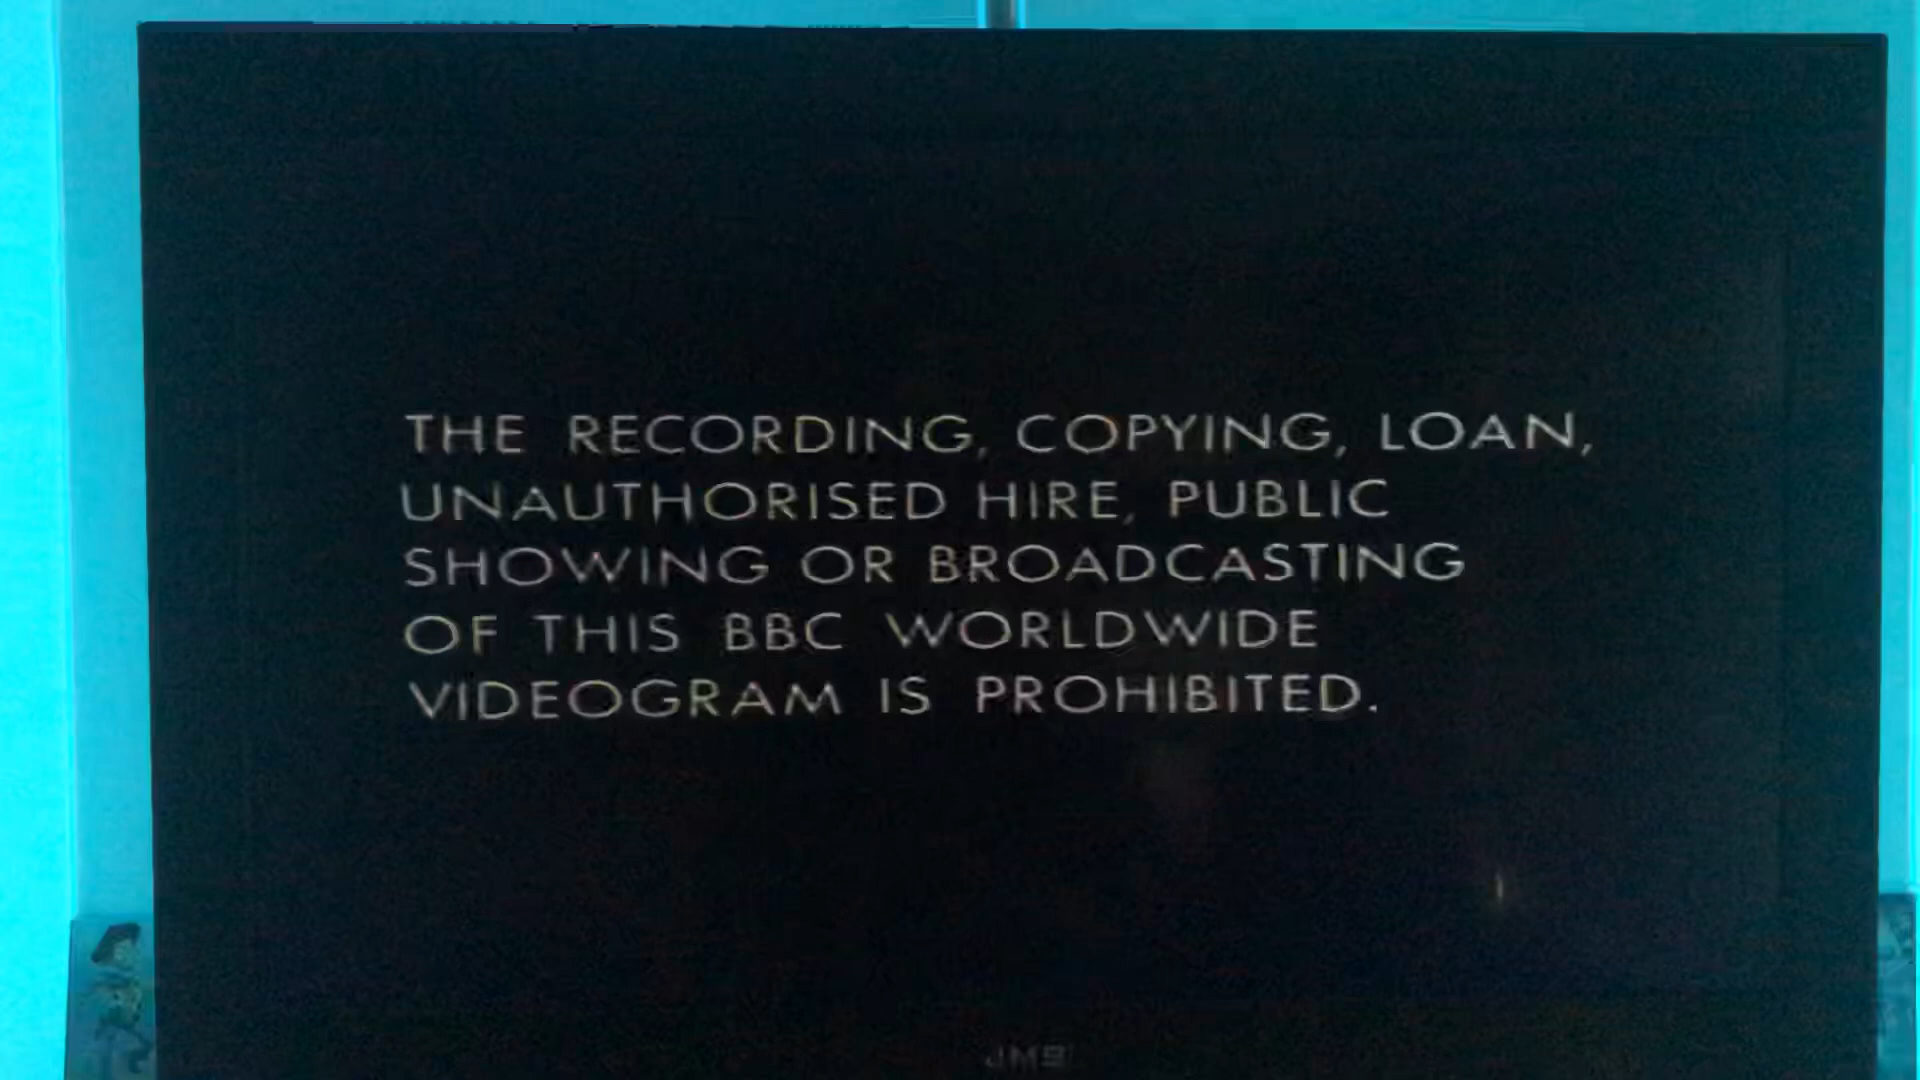 THE RECORDING, COPYING, LOAN,
UNAUTHORISED HIRE, PUBLIC
SHOWING OR BROADCASTING
OF THIS BBC WORLDWIDE
VIDEOGRAM IS PROHIBITED.